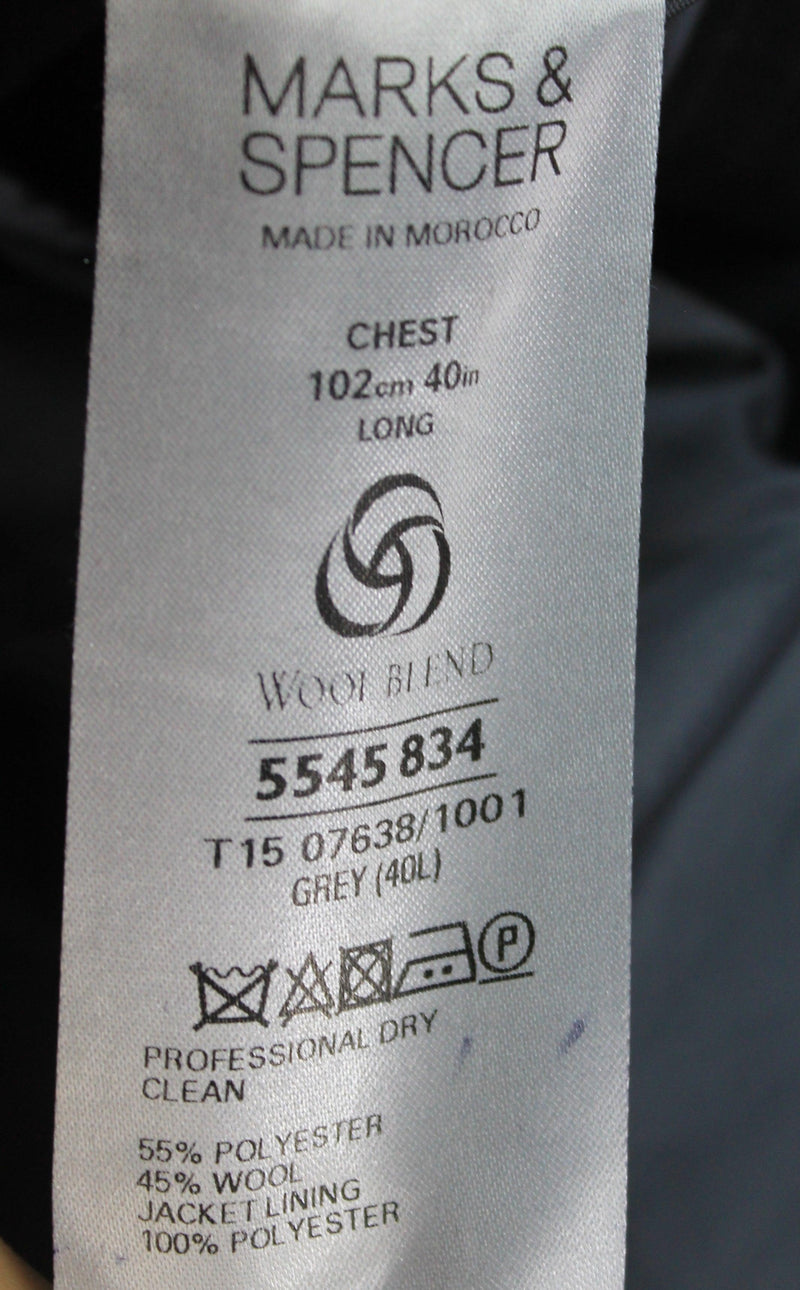 MARKS &
SPENCER
MADE IN MOROCCO
CHEST
102cm 40in
LONG
WOOL BLEND
5545 834
T15 07638/1001
GREY (40L)
P
PROFESSIONAL DRY
CLEAN
55% POLYESTER
45% WOOL
JACKET LINING
100% POLYESTER